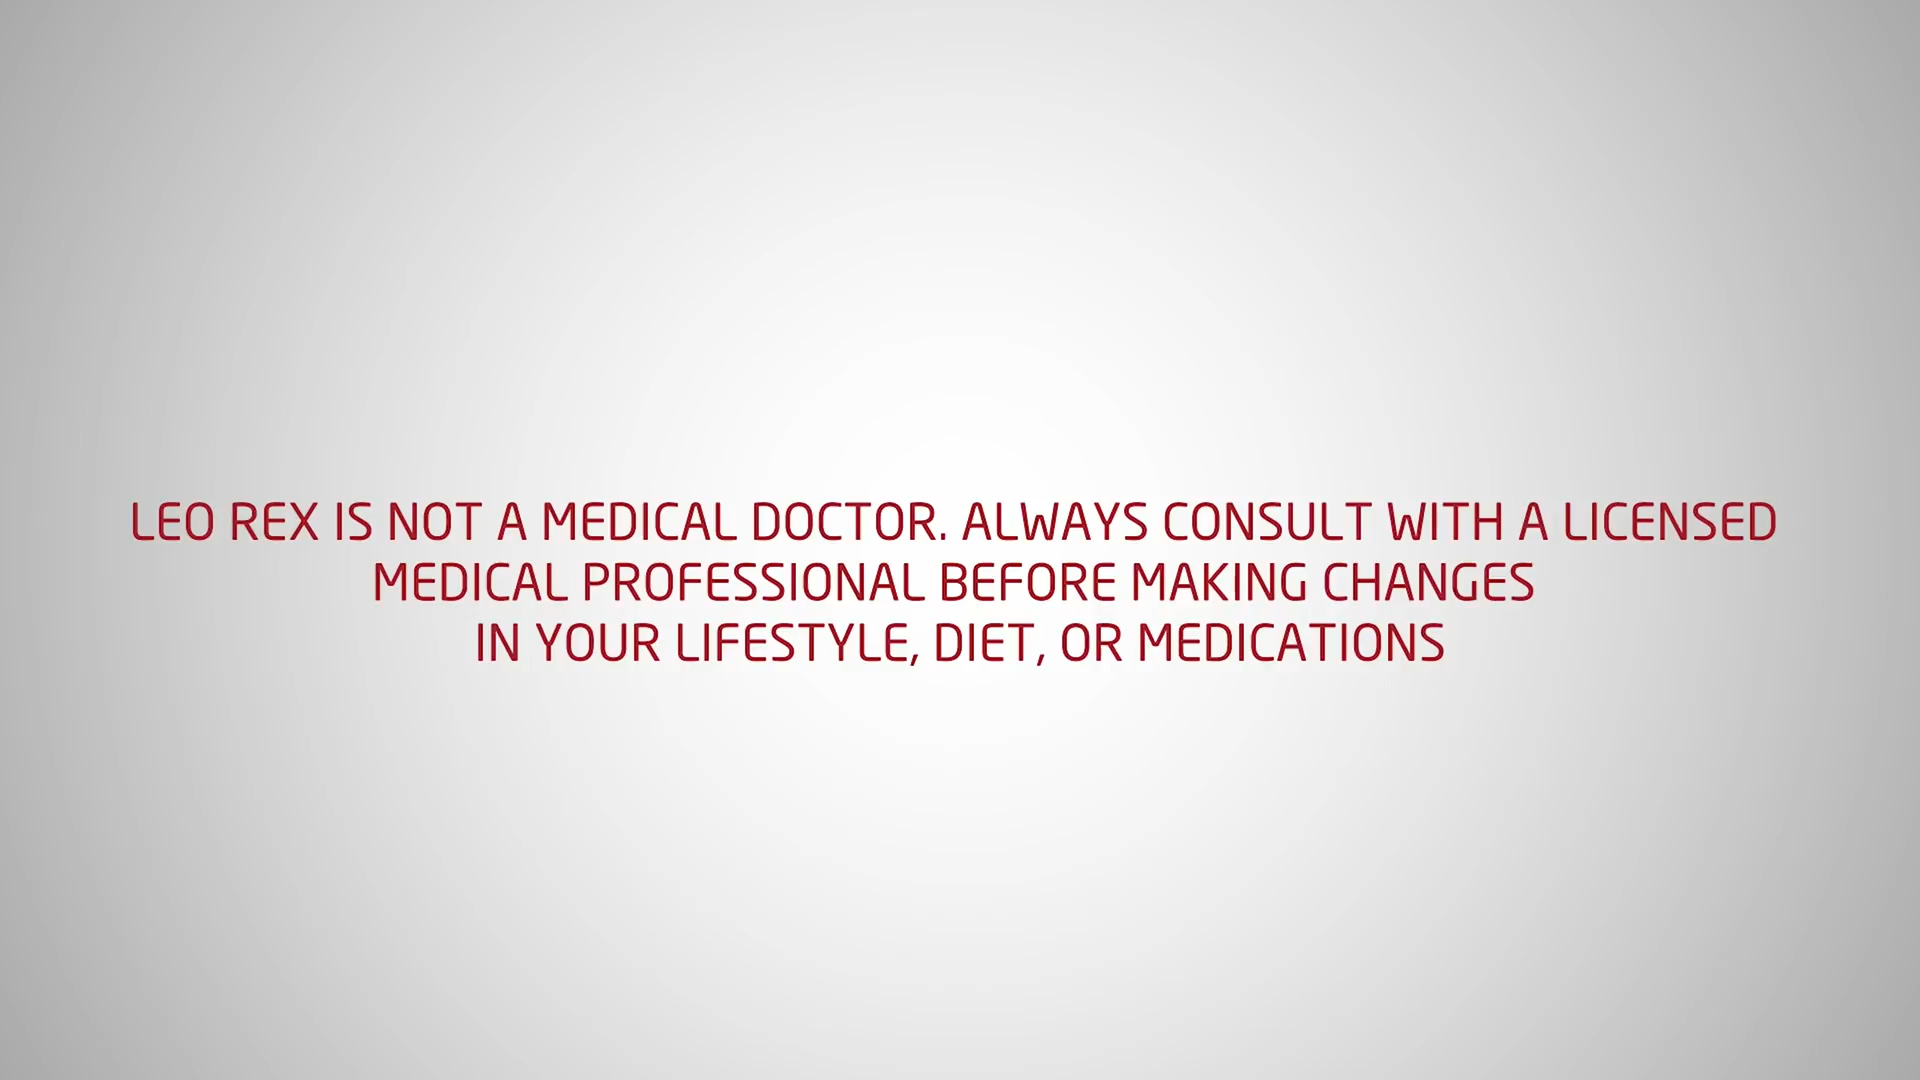 LEO REX IS NOT A MEDICAL DOCTOR. ALWAYS CONSULT WITH A LICENSED
MEDICAL PROFESSIONAL BEFORE MAKING CHANGES
IN YOUR LIFESTYLE, DIET, OR MEDICATIONS